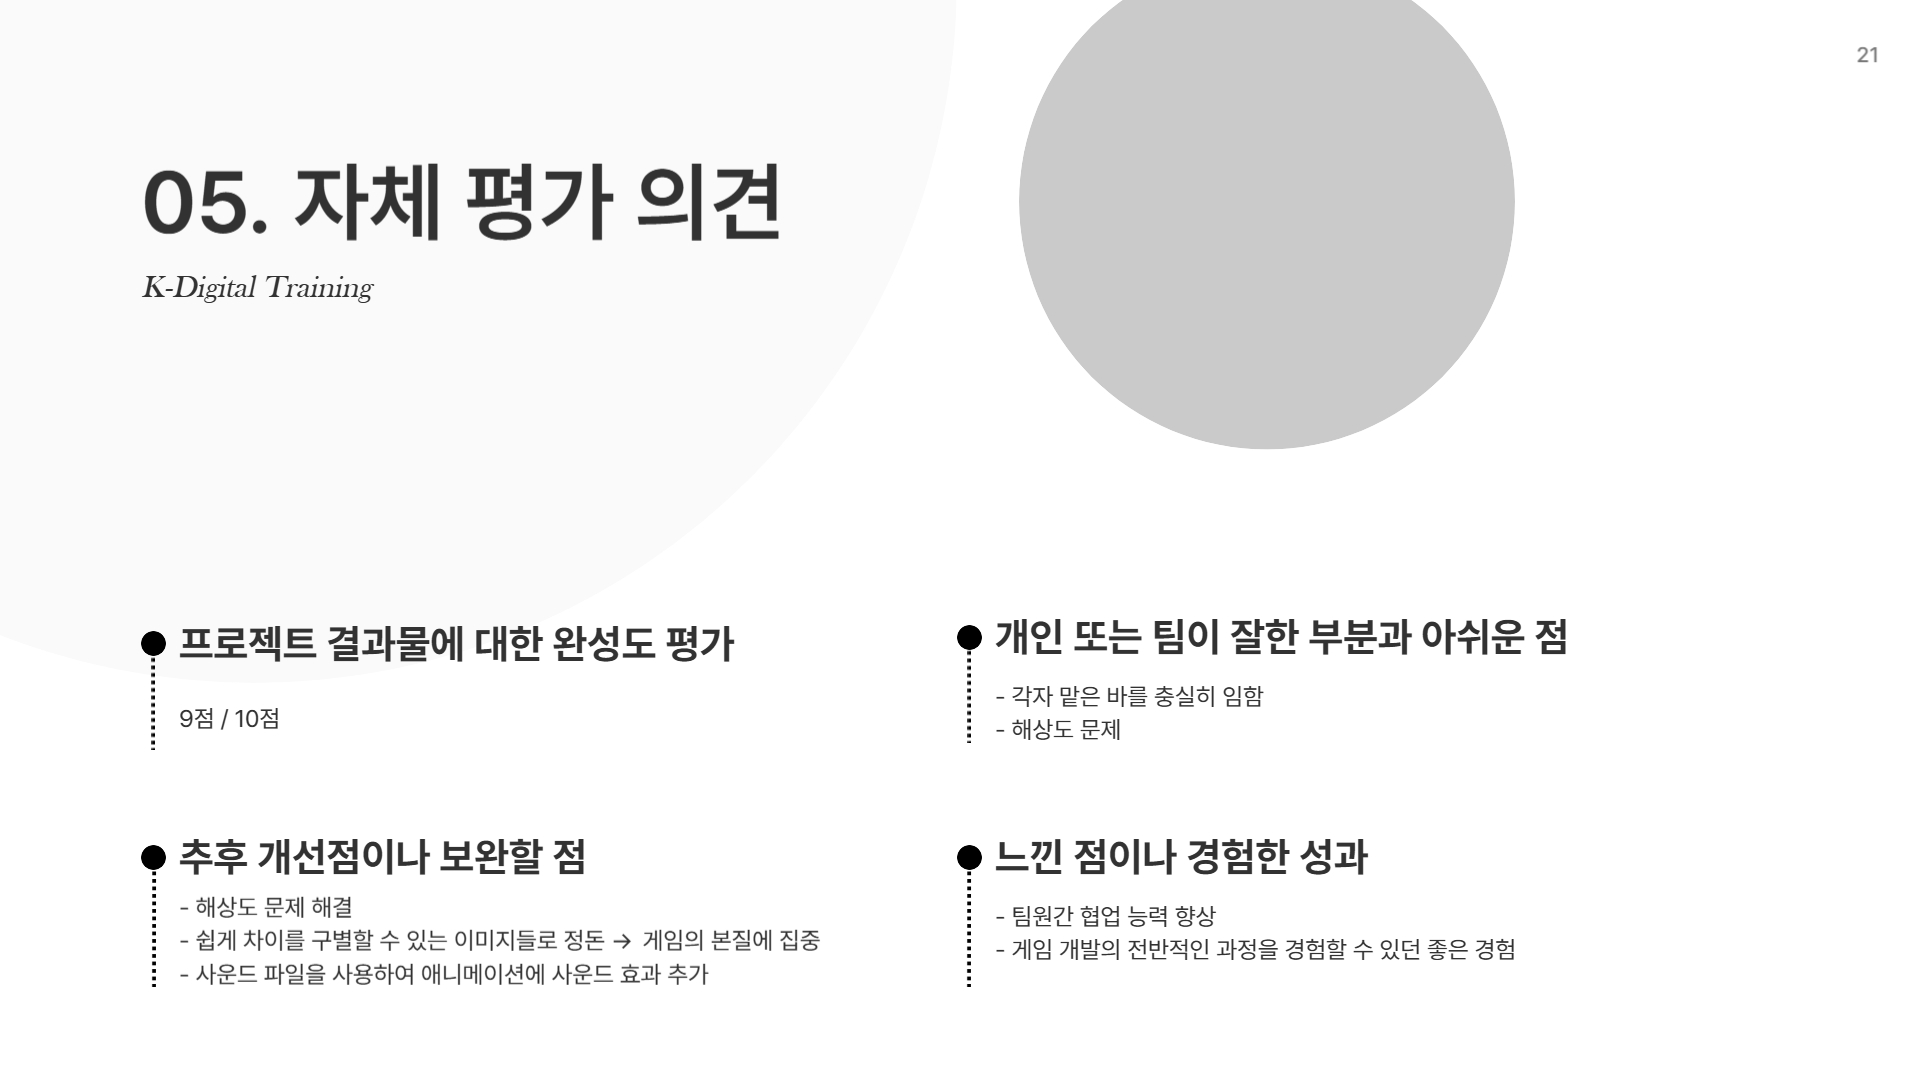 21
05. 자체 평가 의견
K-Digital Training
프로젝트 결과물에 대한 완성도 평가
9점 / 10점
개인 또는 팀이 잘한 부분과 아쉬운 점
- 각자 맡은 바를 충실히 임함
- 해상도 문제
추후 개선점이나 보완할 점
- 해상도 문제 해결
- 쉽게 차이를 구별할 수 있는 이미지들로 정돈 → 게임의 본질에 집중
- 사운드 파일을 사용하여 애니메이션에 사운드 효과 추가
느낀 점이나 경험한 성과
- 팀원간 협업 능력 향상
- 게임 개발의 전반적인 과정을 경험할 수 있던 좋은 경험